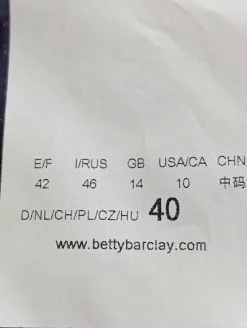 E/F I/RUS GB USA/CA CHN
42 46 14 10 中码
D/NL/CH/PL/CZ/HU 40
www.bettybarclay.com